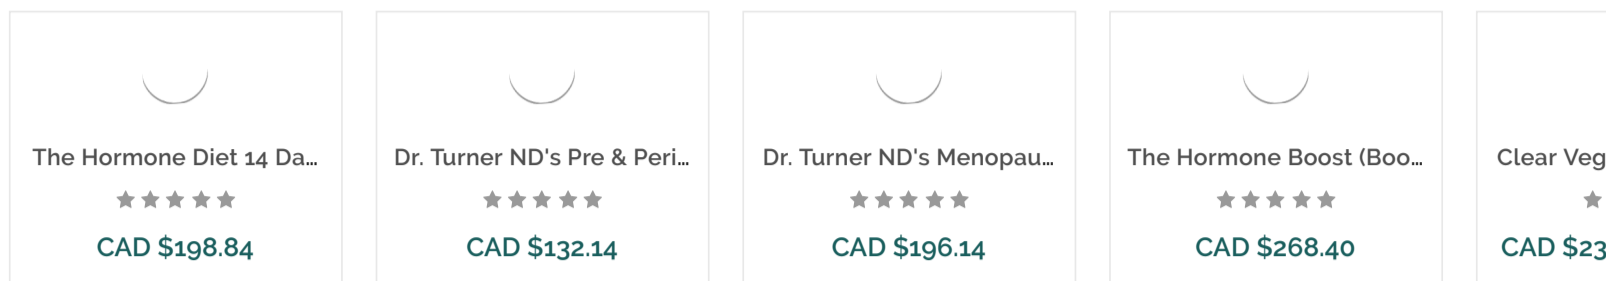 The Hormone Diet 14 Da...
CAD $198.84
Dr. Turner ND's Pre & Peri...
CAD $132.14
Dr. Turner ND's Menopau...
CAD $196.14
The Hormone Boost (Boo...
CAD $268.40
Clear Veg
CAD $23